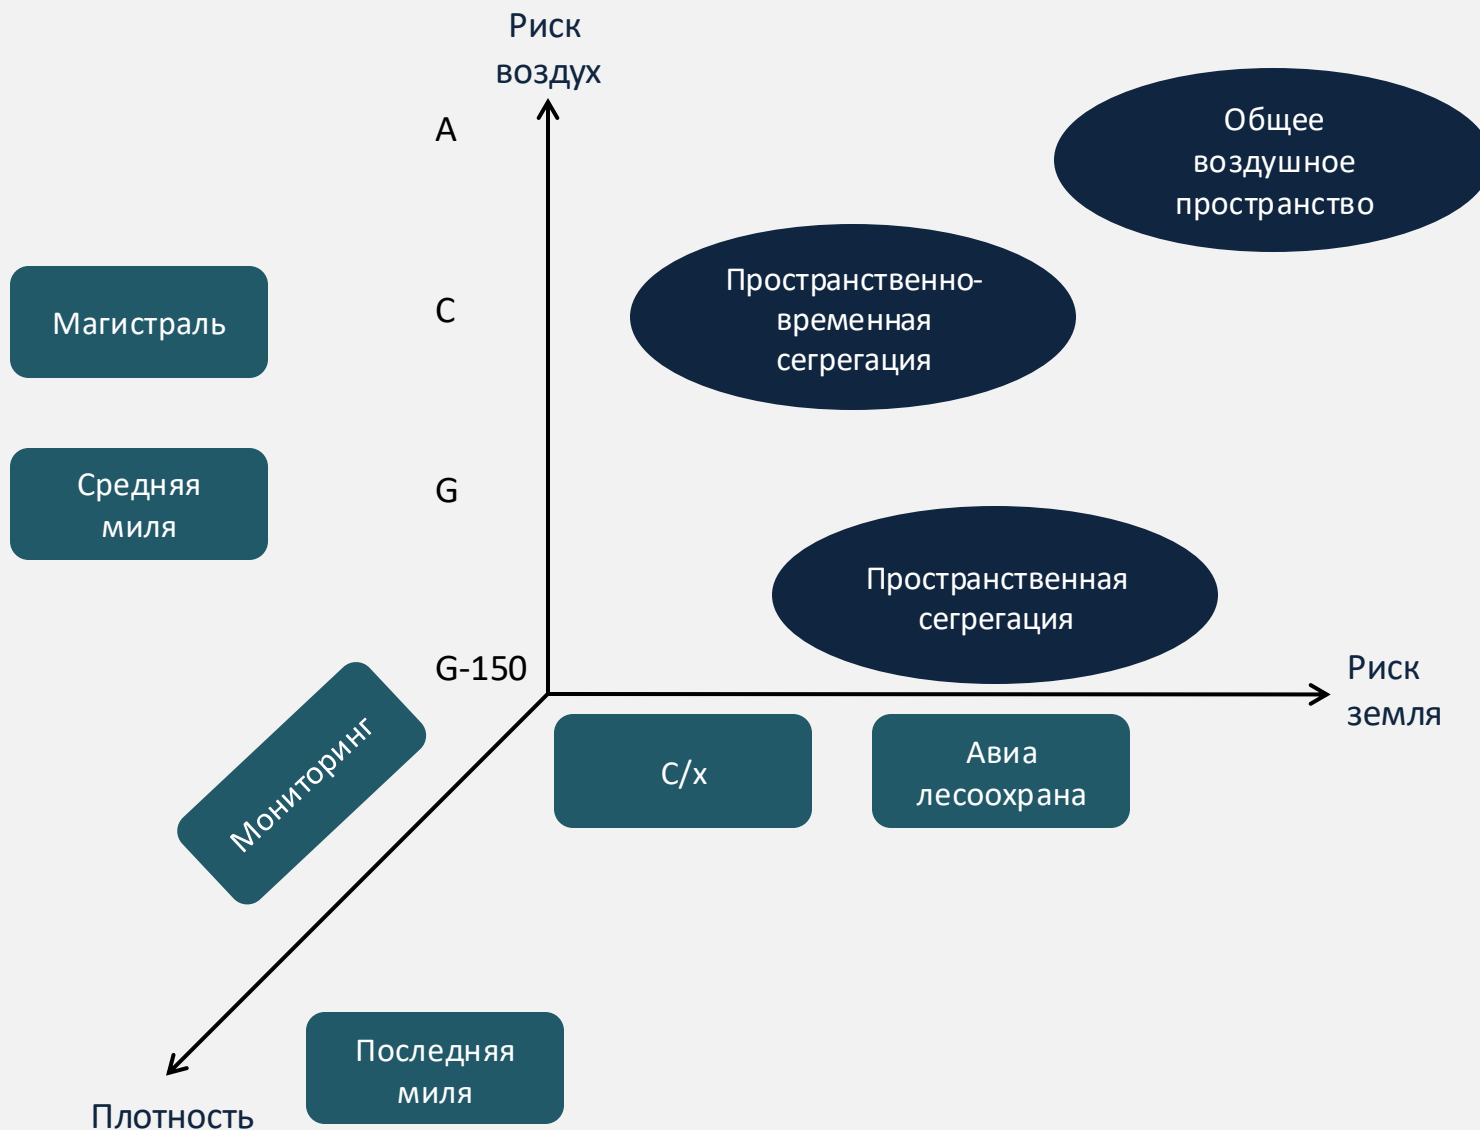 Риск
воздух
A
Общее
воздушное
пространство
Пространственно-
временная
сегрегация
Магистраль
C
Средняя
миля
G
Пространственная
сегрегация
G-150
Риск
земля
Мониторинг
С/х
Авиа
лесоохрана
Последняя
миля
Плотность